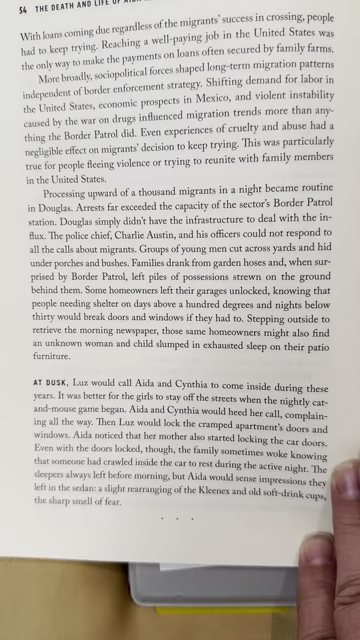 54 THE DEATH AND LIFE OF
With loans coming due regardless of the migrants' success in crossing, people
had to keep trying. Reaching a well-paying job in the United States was
the only way to make the payments on loans often secured by family farms.
More broadly, sociopolitical forces shaped long-term migration patterns
independent of border enforcement strategy. Shifting demand for labor in
the United States, economic prospects in Mexico, and violent instability
caused by the war on drugs influenced migration trends more than any-
thing the Border Patrol did. Even experiences of cruelty and abuse had a
negligible effect on migrants' decision to keep trying. This was particularly
true for people fleeing violence or trying to reunite with family members
in the United States.
Processing upward of a thousand migrants in a night became routine
in Douglas. Arrests far exceeded the capacity of the sector's Border Patrol
station. Douglas simply didn't have the infrastructure to deal with the in-
flux. The police chief, Charlie Austin, and his officers could not respond to
all the calls about migrants. Groups of young men cut across yards and hid
under porches and bushes. Families drank from garden hoses and, when sur-
prised by Border Patrol, left piles of possessions strewn on the ground
behind them. Some homeowners left their garages unlocked, knowing that
people needing shelter on days above a hundred degrees and nights below
thirty would break doors and windows if they had to. Stepping outside to
retrieve the morning newspaper, those same homeowners might also find
an unknown woman and child slumped in exhausted sleep on their patio
furniture.
AT DUSK, Luz would call Aida and Cynthia to come inside during these
years. It was better for the girls to stay off the streets when the nightly cat-
and-mouse game began. Aida and Cynthia would heed her call, complain-
ing all the way. Then Luz would lock the cramped apartment's doors and
windows. Aida noticed that her mother also started locking the car doors.
Even with the doors locked, though, the family sometimes woke knowing
that someone had crawled inside the car to rest during the active night. The
sleepers always left before morning, but Aida would sense impressions they
left in the sedan: a slight rearranging of the Kleenex and old soft-drink cups,
the sharp smell of fear.
. . .